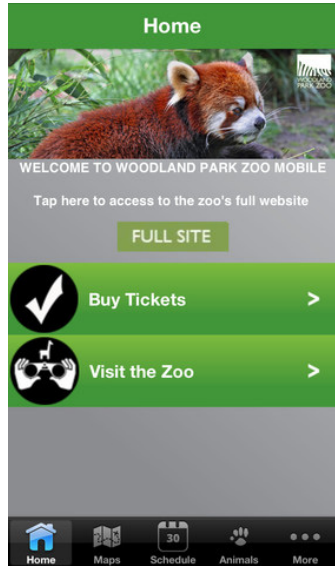 Home
WOODLAND
PARK ZOO
WELCOME TO WOODLAND PARK ZOO MOBILE
Tap here to access to the zoo's full website
FULL SITE
Buy Tickets >
Visit the Zoo >
30
Home Maps Schedule Animals More